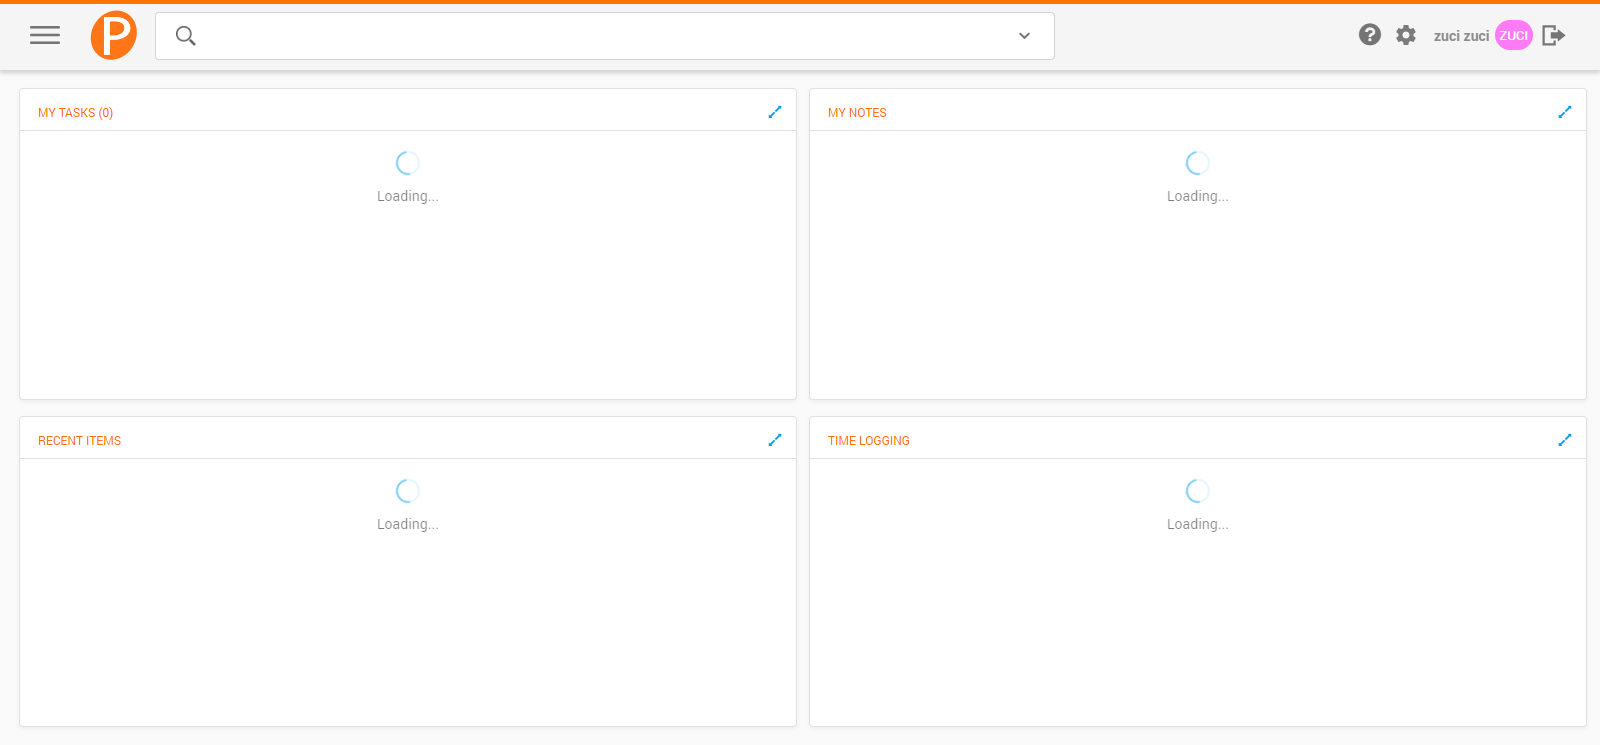 P
zuci zuci ZUCI
MY TASKS (0)
Loading...
MY NOTES
Loading...
RECENT ITEMS
Loading...
TIME LOGGING
Loading...